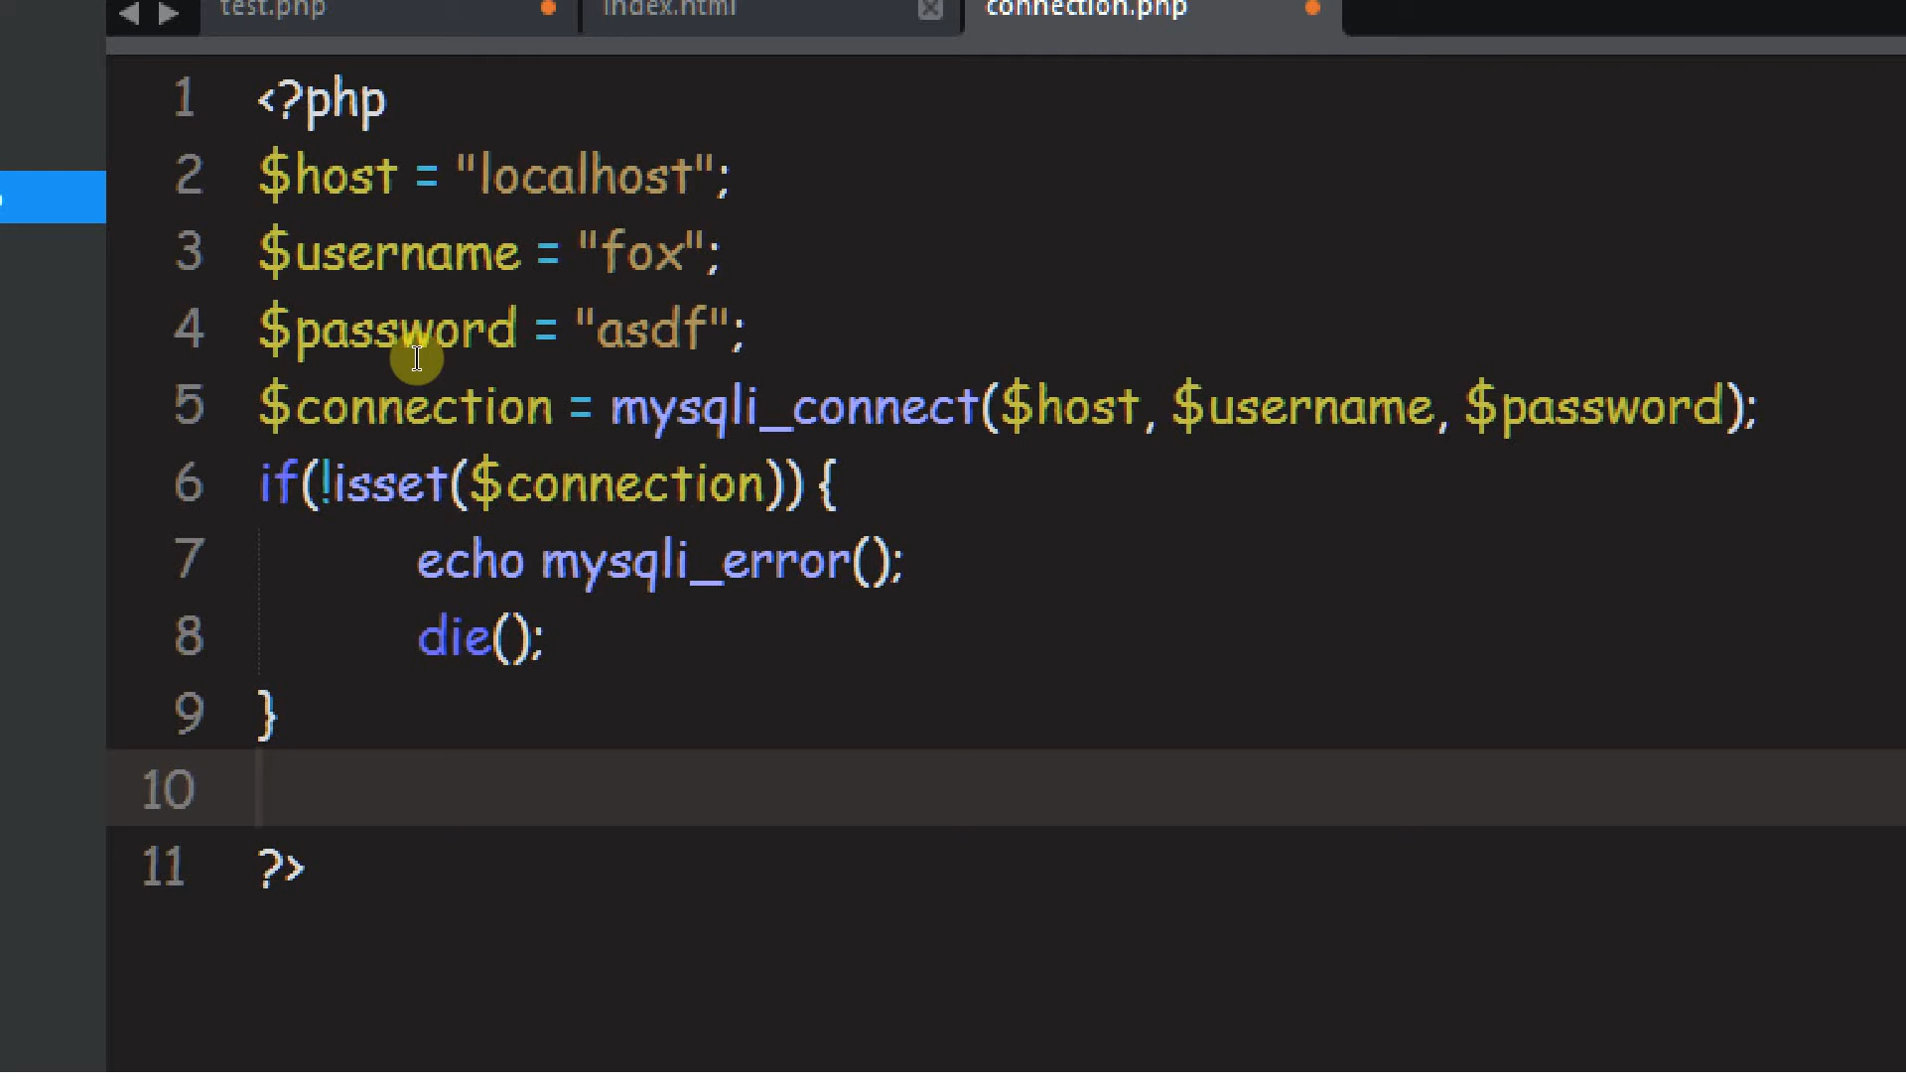 test.php index.html connection.php
1 <?php
2 $host = "localhost";
3 $username = "fox";
4 $password = "asdf";
5 $connection = mysqli_connect($host, $username, $password);
6 if(!isset($connection)) {
7 echo mysqli_error();
8 die();
9 }
10
11 ?>